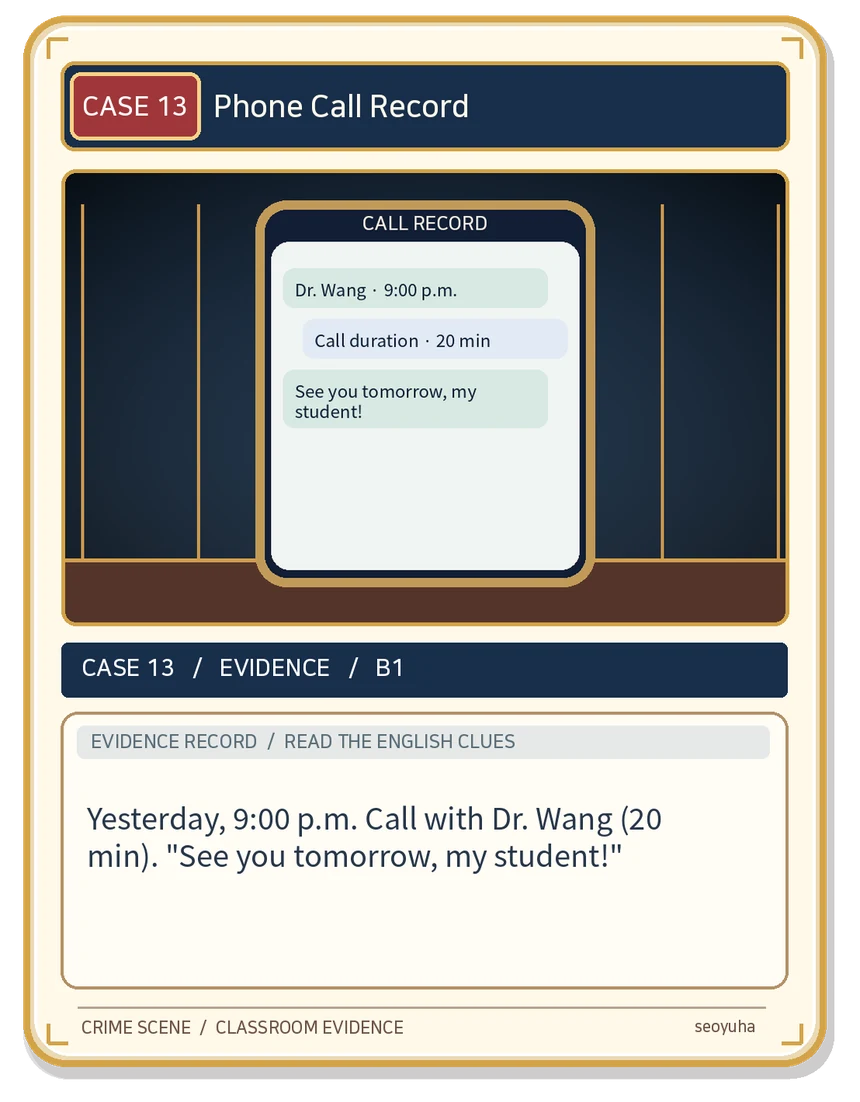 CASE 13 Phone Call Record
CALL RECORD
Dr. Wang · 9:00 p.m.
Call duration · 20 min
See you tomorrow, my
student!
CASE 13 / EVIDENCE / B1
EVIDENCE RECORD / READ THE ENGLISH CLUES
Yesterday, 9:00 p.m. Call with Dr. Wang (20
min). "See you tomorrow, my student!"
CRIME SCENE / CLASSROOM EVIDENCE seoyuha